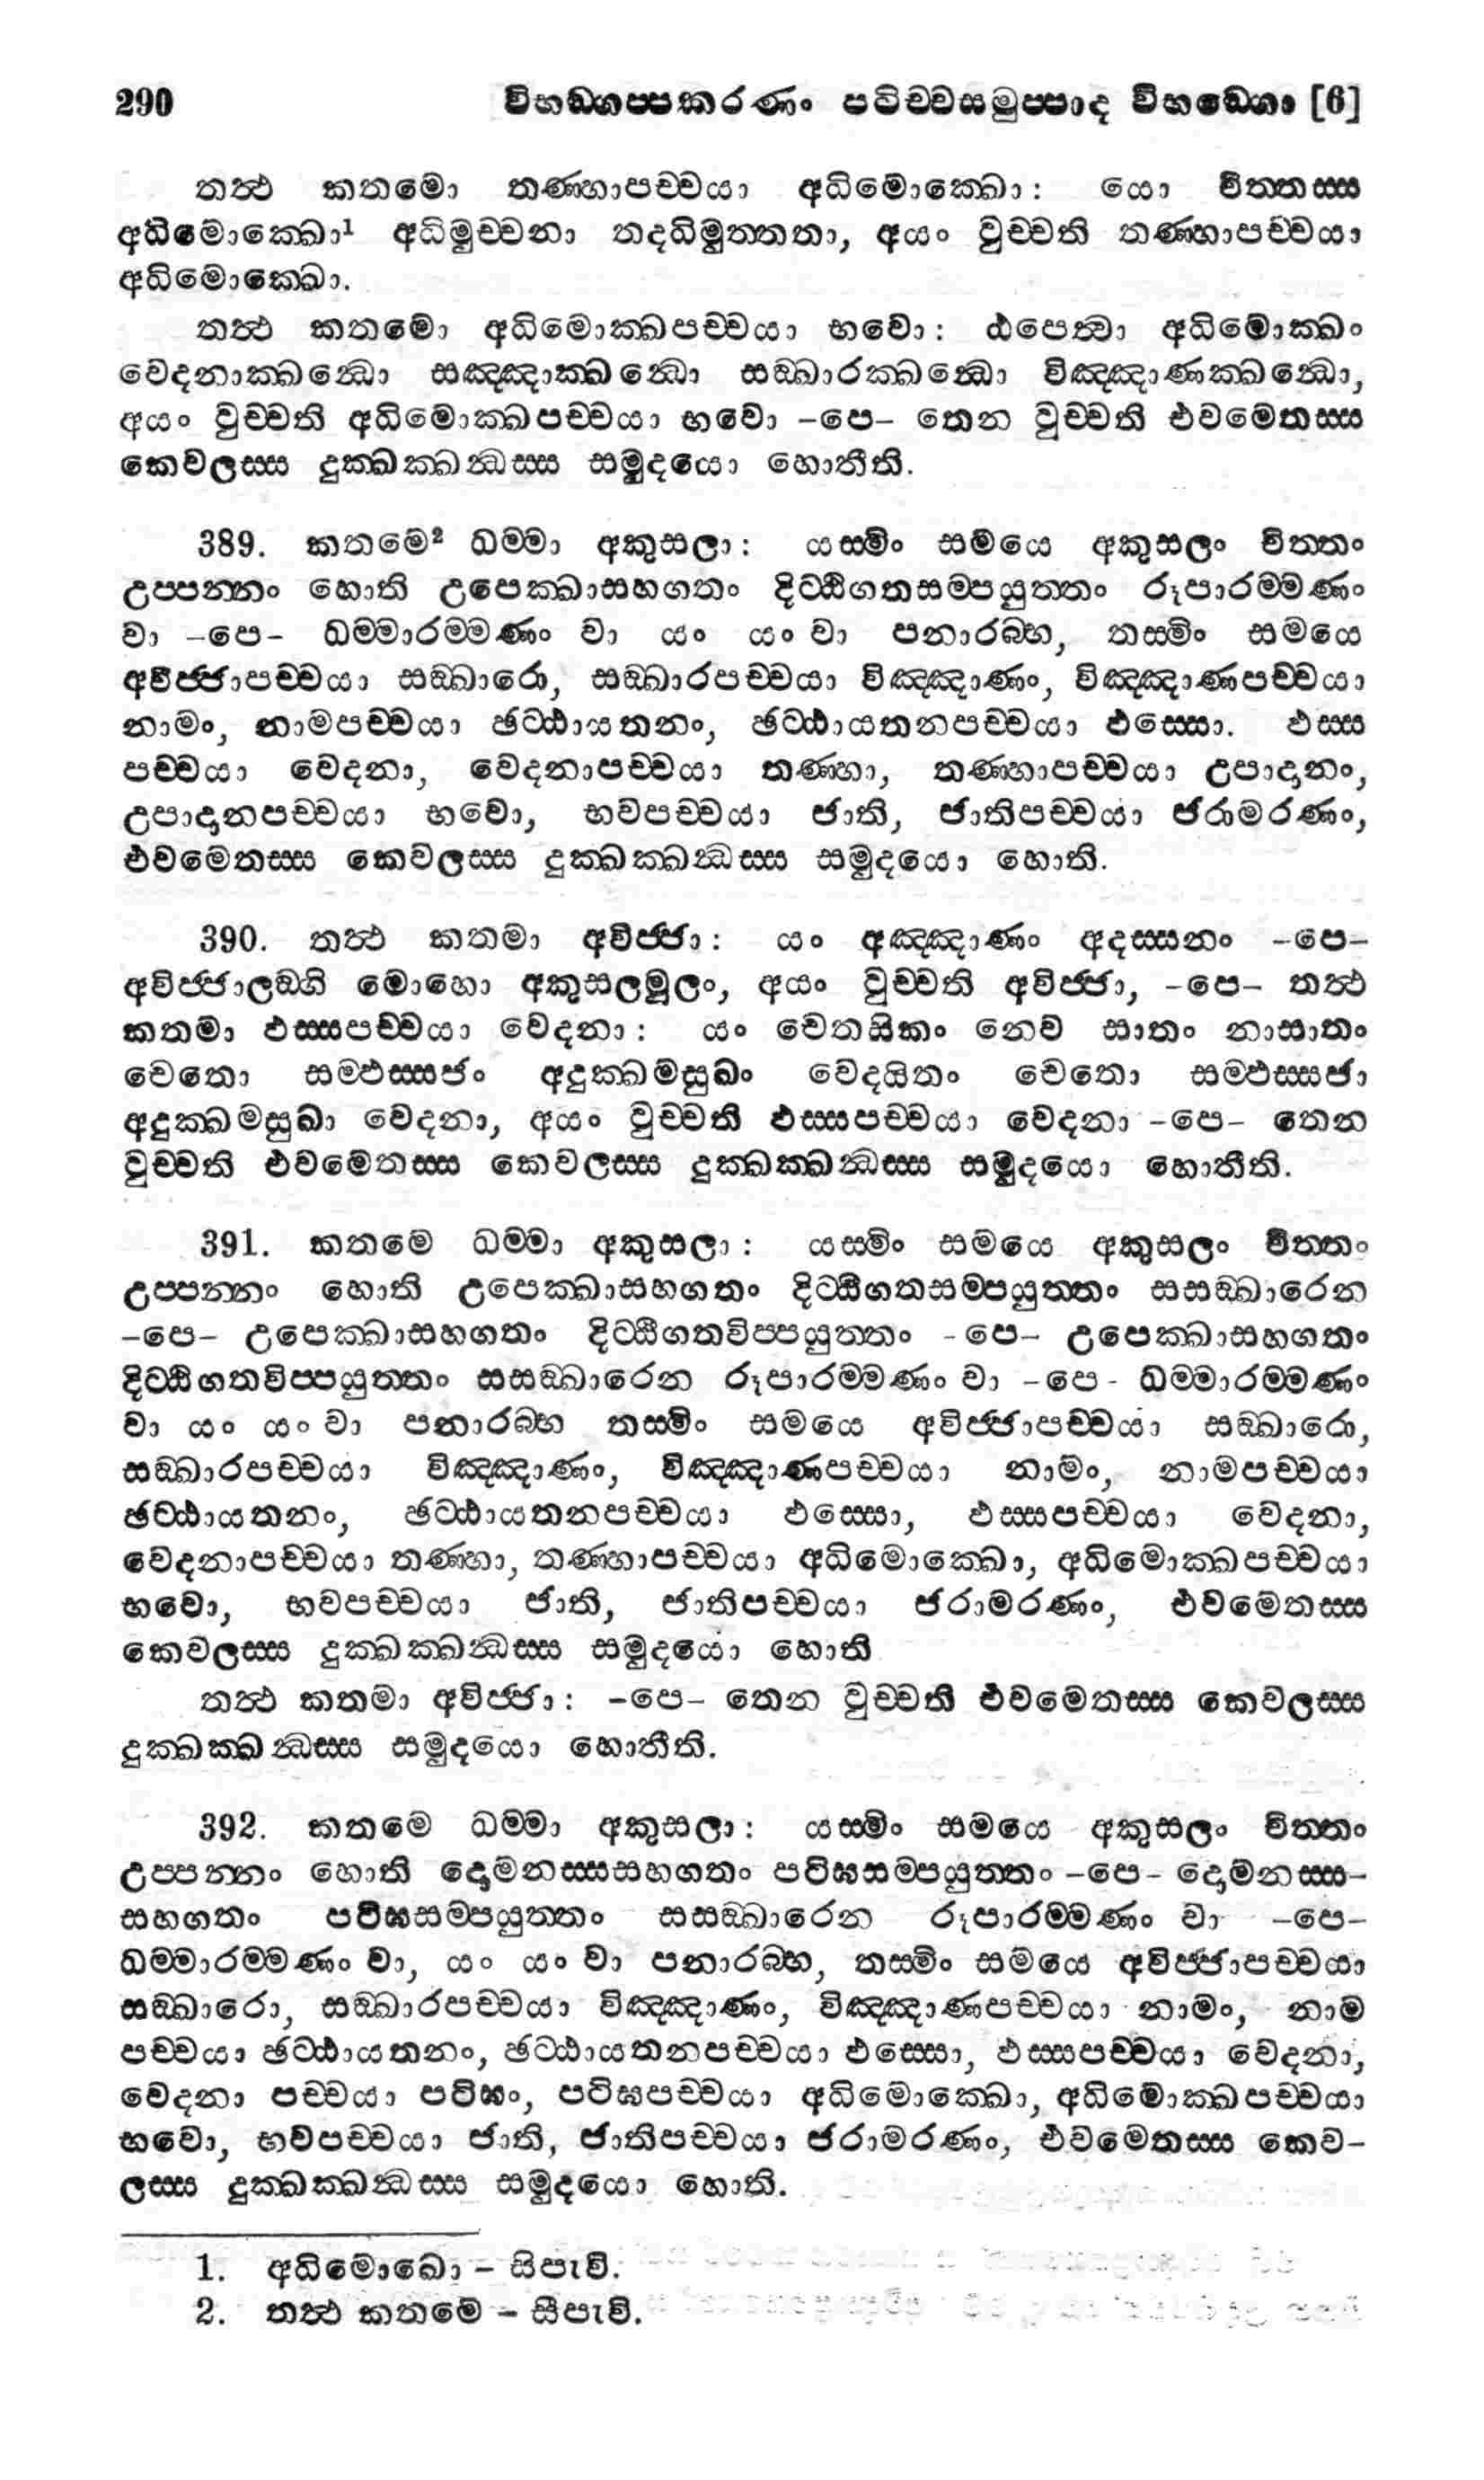 290 විභඞ්ගප්පකරණං පටිච්චසමුප්පාද විභඞ්ගො [6]
තත්ථ කතමො තණ්හාපච්චයා අධිමොක්ඛො: යො චිත්තස්ස
අධිමොක්ඛො¹ අධිමුච්චනා තදධිමුත්තතා, අයං වුච්චති තණ්හාපච්චයා
අධිමොක්ඛො.
තත්ථ කතමො අධිමොක්ඛපච්චයා භවො: ඨපෙත්වා අධිමොක්ඛං
වෙදනාක්ඛන්ධො සඤ්ඤාක්ඛන්ධො සඞ්ඛාරක්ඛන්ධො විඤ්ඤාණක්ඛන්ධො,
අයං වුච්චති අධිමොක්ඛපච්චයා භවො -පෙ- තෙන වුච්චති එවමෙතස්ස
කෙවලස්ස දුක්ඛක්ඛන්ධස්ස සමුදයො හොතීති.
389. කතමෙ² ධම්මා අකුසලා: යස්මිං සමයෙ අකුසලං චිත්තං
උප්පන්නං හොති උපෙක්ඛාසහගතං දිට්ඨිගතසම්පයුත්තං රූපාරම්මණං
වා -පෙ- ධම්මාරම්මණං වා යං යං වා පනාරබ්භ, තස්මිං සමයෙ
අවිජ්ජාපච්චයා සඞ්ඛාරො, සඞ්ඛාරපච්චයා විඤ්ඤාණං, විඤ්ඤාණපච්චයා
නාමං, නාමපච්චයා ඡට්ඨායතනං, ඡට්ඨායතනපච්චයා ඵස්සො. ඵස්ස
පච්චයා වෙදනා, වෙදනාපච්චයා තණ්හා, තණ්හාපච්චයා උපාදානං,
උපාදානපච්චයා භවො, භවපච්චයා ජාති, ජාතිපච්චයා ජරාමරණං,
එවමෙතස්ස කෙවලස්ස දුක්ඛක්ඛන්ධස්ස සමුදයො හොති.
390. තත්ථ කතමා අවිජ්ජා: යං අඤ්ඤාණං අදස්සනං -පෙ-
අවිජ්ජාලඞ්ගි මොහො අකුසලමූලං, අයං වුච්චති අවිජ්ජා, -පෙ- තත්ථ
කතමා ඵස්සපච්චයා වෙදනා: යං චෙතසිකං නෙව සාතං නාසාතං
චෙතො සම්ඵස්සජං අදුක්ඛමසුඛං වෙදයිතං චෙතො සම්ඵස්සජා
අදුක්ඛමසුඛා වෙදනා, අයං වුච්චති ඵස්සපච්චයා වෙදනා -පෙ- තෙන
වුච්චති එවමෙතස්ස කෙවලස්ස දුක්ඛක්ඛන්ධස්ස සමුදයො හොතීති.
391. කතමෙ ධම්මා අකුසලා: යස්මිං සමයෙ අකුසලං චිත්තං
උප්පන්නං හොති උපෙක්ඛාසහගතං දිට්ඨිගතසම්පයුත්තං සසඞ්ඛාරෙන
-පෙ- උපෙක්ඛාසහගතං දිට්ඨිගතවිප්පයුත්තං -පෙ- උපෙක්ඛාසහගතං
දිට්ඨිගතවිප්පයුත්තං සසඞ්ඛාරෙන රූපාරම්මණං වා -පෙ- ධම්මාරම්මණං
වා යං යං වා පනාරබ්භ තස්මිං සමයෙ අවිජ්ජාපච්චයා සඞ්ඛාරො,
සඞ්ඛාරපච්චයා විඤ්ඤාණං, විඤ්ඤාණපච්චයා නාමං, නාමපච්චයා
ඡට්ඨායතනං, ඡට්ඨායතනපච්චයා ඵස්සො, ඵස්සපච්චයා වෙදනා,
වෙදනාපච්චයා තණ්හා, තණ්හාපච්චයා අධිමොක්ඛො, අධිමොක්ඛපච්චයා
භවො, භවපච්චයා ජාති, ජාතිපච්චයා ජරාමරණං, එවමෙතස්ස
කෙවලස්ස දුක්ඛක්ඛන්ධස්ස සමුදයො හොති
තත්ථ කතමා අවිජ්ජා: -පෙ- තෙන වුච්චති එවමෙතස්ස කෙවලස්ස
දුක්ඛක්ඛන්ධස්ස සමුදයො හොතීති.
392. කතමෙ ධම්මා අකුසලා: යස්මිං සමයෙ අකුසලං චිත්තං
උප්පන්නං හොති දොමනස්සසහගතං පටිඝසම්පයුත්තං -පෙ- දොමනස්ස-
සහගතං පටිඝසම්පයුත්තං සසඞ්ඛාරෙන රූපාරම්මණං වා -පෙ-
ධම්මාරම්මණං වා, යං යං වා පනාරබ්භ, තස්මිං සමයෙ අවිජ්ජාපච්චයා
සඞ්ඛාරො, සඞ්ඛාරපච්චයා විඤ්ඤාණං, විඤ්ඤාණපච්චයා නාමං, නාම
පච්චයා ඡට්ඨායතනං, ඡට්ඨායතනපච්චයා ඵස්සො, ඵස්සපච්චයා වෙදනා,
වෙදනා පච්චයා පටිඝං, පටිඝපච්චයා අධිමොක්ඛො, අධිමොක්ඛපච්චයා
භවො, භවපච්චයා ජාති, ජාතිපච්චයා ජරාමරණං, එවමෙතස්ස කෙව-
ලස්ස දුක්ඛක්ඛන්ධස්ස සමුදයො හොති.
1. අධිමොඛො - සිපැවි.
2. තත්ථ කතමෙ - සීපැවි.